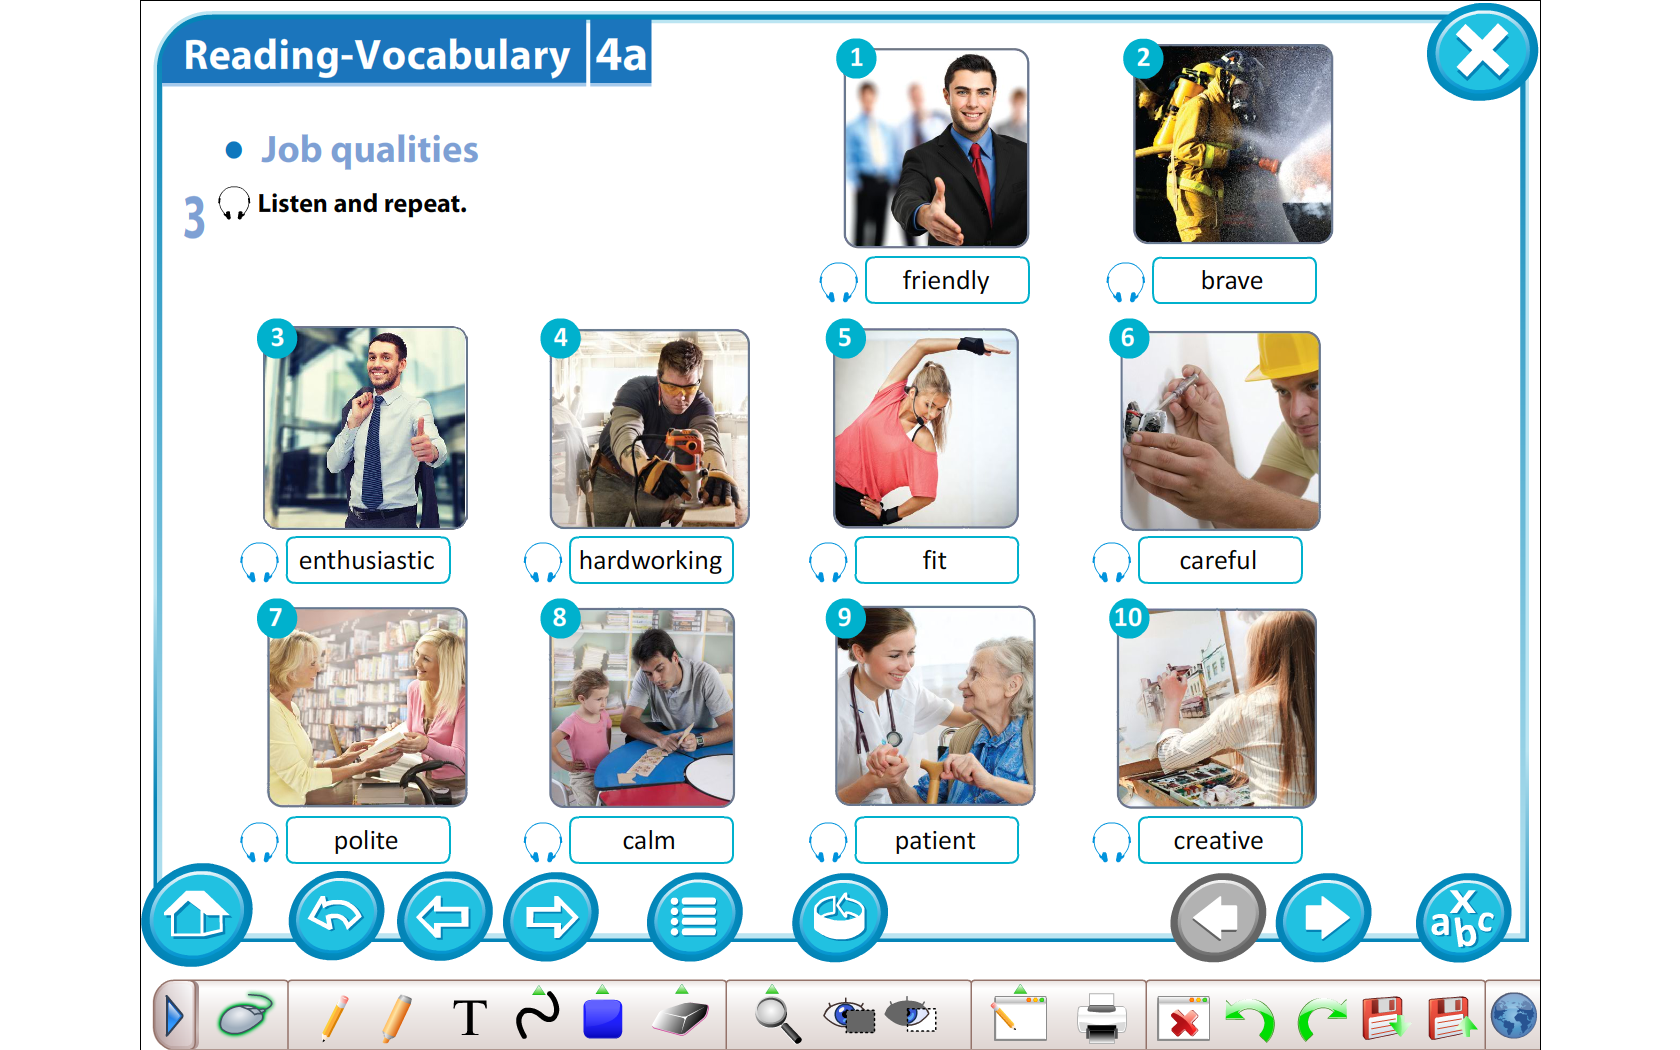 Reading-Vocabulary 4a
• Job qualities
3 Listen and repeat.
1
friendly
2
brave
3
enthusiastic
4
hardworking
5
fit
6
careful
7
polite
8
calm
9
patient
10
creative
x
a b c
T